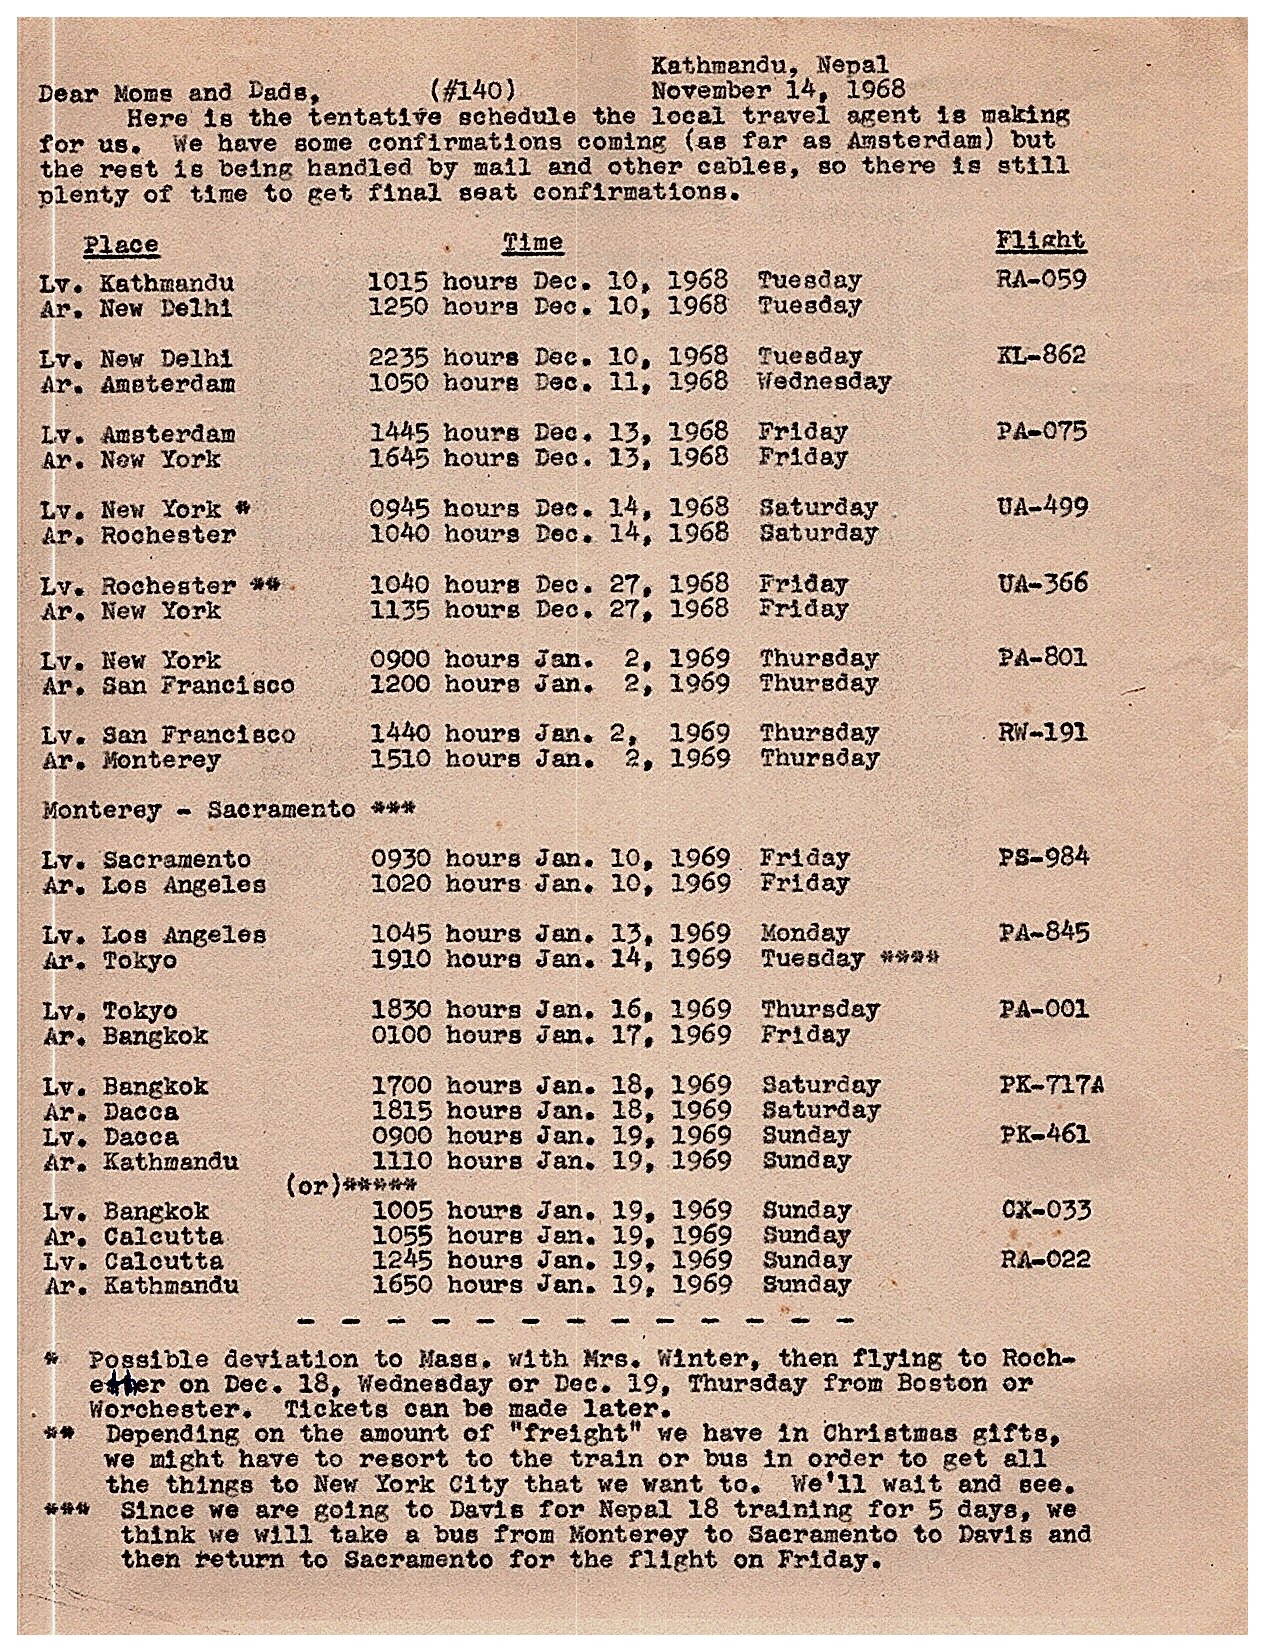 Kathmandu, Nepal
Dear Moms and Dads, (#140) November 14, 1968
Here is the tentative schedule the local travel agent is making
for us. We have some confirmations coming (as far as Amsterdam) but
the rest is being handled by mail and other cables, so there is still
plenty of time to get final seat confirmations.
Place Time Flight
Lv. Kathmandu 1015 hours Dec. 10, 1968 Tuesday RA-059
Ar. New Delhi 1250 hours Dec. 10, 1968 Tuesday
Lv. New Delhi 2235 hours Dec. 10, 1968 Tuesday KL-862
Ar. Amsterdam 1050 hours Dec. 11, 1968 Wednesday
Lv. Amsterdam 1445 hours Dec. 13, 1968 Friday PA-075
Ar. New York 1645 hours Dec. 13, 1968 Friday
Lv. New York * 0945 hours Dec. 14, 1968 Saturday UA-499
Ar. Rochester 1040 hours Dec. 14, 1968 Saturday
Lv. Rochester ** 1040 hours Dec. 27, 1968 Friday UA-366
Ar. New York 1135 hours Dec. 27, 1968 Friday
Lv. New York 0900 hours Jan. 2, 1969 Thursday PA-801
Ar. San Francisco 1200 hours Jan. 2, 1969 Thursday
Lv. San Francisco 1440 hours Jan. 2, 1969 Thursday RW-191
Ar. Monterey 1510 hours Jan. 2, 1969 Thursday
Monterey - Sacramento ***
Lv. Sacramento 0930 hours Jan. 10, 1969 Friday PS-984
Ar. Los Angeles 1020 hours Jan. 10, 1969 Friday
Lv. Los Angeles 1045 hours Jan. 13, 1969 Monday PA-845
Ar. Tokyo 1910 hours Jan. 14, 1969 Tuesday ****
Lv. Tokyo 1830 hours Jan. 16, 1969 Thursday PA-001
Ar. Bangkok 0100 hours Jan. 17, 1969 Friday
Lv. Bangkok 1700 hours Jan. 18, 1969 Saturday PK-717A
Ar. Dacca 1815 hours Jan. 18, 1969 Saturday
Lv. Dacca 0900 hours Jan. 19, 1969 Sunday PK-461
Ar. Kathmandu 1110 hours Jan. 19, 1969 Sunday
(or)*****
Lv. Bangkok 1005 hours Jan. 19, 1969 Sunday CX-033
Ar. Calcutta 1055 hours Jan. 19, 1969 Sunday
Lv. Calcutta 1245 hours Jan. 19, 1969 Sunday RA-022
Ar. Kathmandu 1650 hours Jan. 19, 1969 Sunday
- - - - - - - - - - - - -
* Possible deviation to Mass. with Mrs. Winter, then flying to Roch-
on Dec. 18, Wednesday or Dec. 19, Thursday from Boston or
Worchester. Tickets can be made later.
** Depending on the amount of "freight" we have in Christmas gifts,
we might have to resort to the train or bus in order to get all
the things to New York City that we want to. We'll wait and see.
*** Since we are going to Davis for Nepal 18 training for 5 days, we
think we will take a bus from Monterey to Sacramento to Davis and
then return to Sacramento for the flight on Friday.